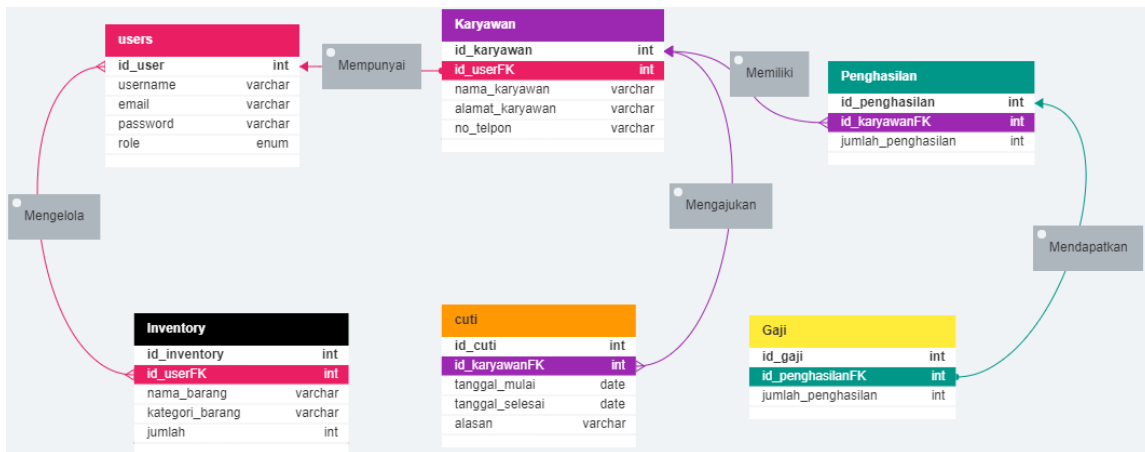 users
id_user int
username varchar
email varchar
password varchar
role enum
Mempunyai
Karyawan
id_karyawan int
id_userFK int
nama_karyawan varchar
alamat_karyawan varchar
no_telpon varchar
Memiliki
Penghasilan
id_penghasilan int
id_karyawanFK int
jumlah_penghasilan int
Mengelola
Mengajukan
Mendapatkan
Inventory
id_inventory int
id_userFK int
nama_barang varchar
kategori_barang varchar
jumlah int
cuti
id_cuti int
id_karyawanFK int
tanggal_mulai date
tanggal_selesai date
alasan varchar
Gaji
id_gaji int
id_penghasilanFK int
jumlah_penghasilan int